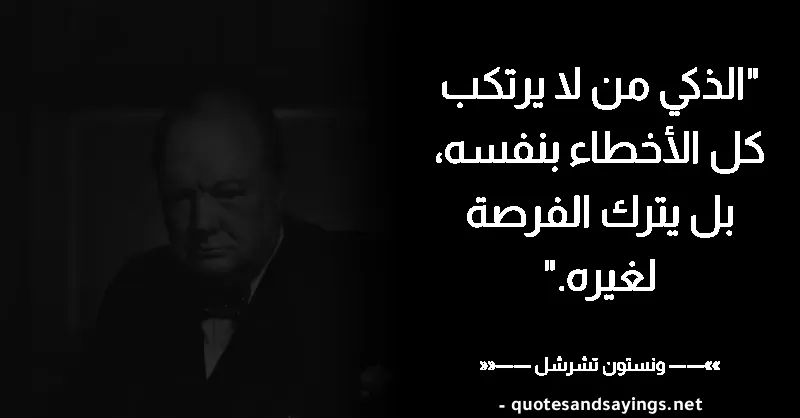 "الذكي من لا يرتكب
كل الأخطاء بنفسه،
بل يترك الفرصة
لغيره."
»»—— ونستون تشرشل ——««
- quotesandsayings.net